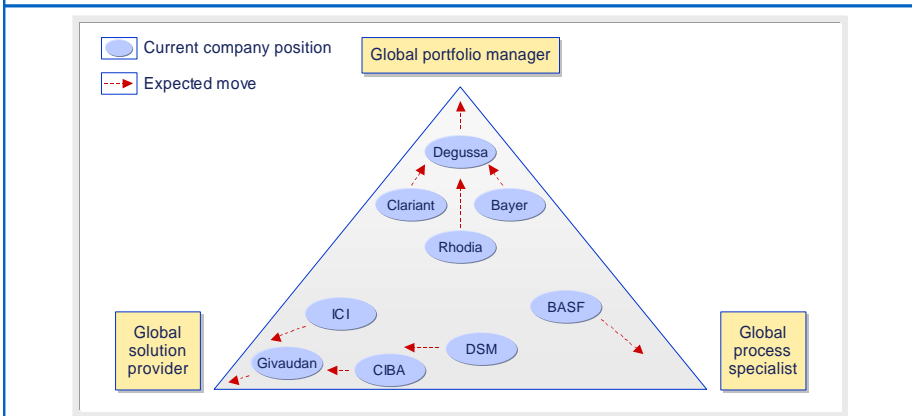 Current company position
Global portfolio manager
Expected move
Degussa
Clariant
Bayer
Rhodia
ICI
BASF
Global
solution
provider
Global
process
specialist
DSM
Givaudan
CIBA